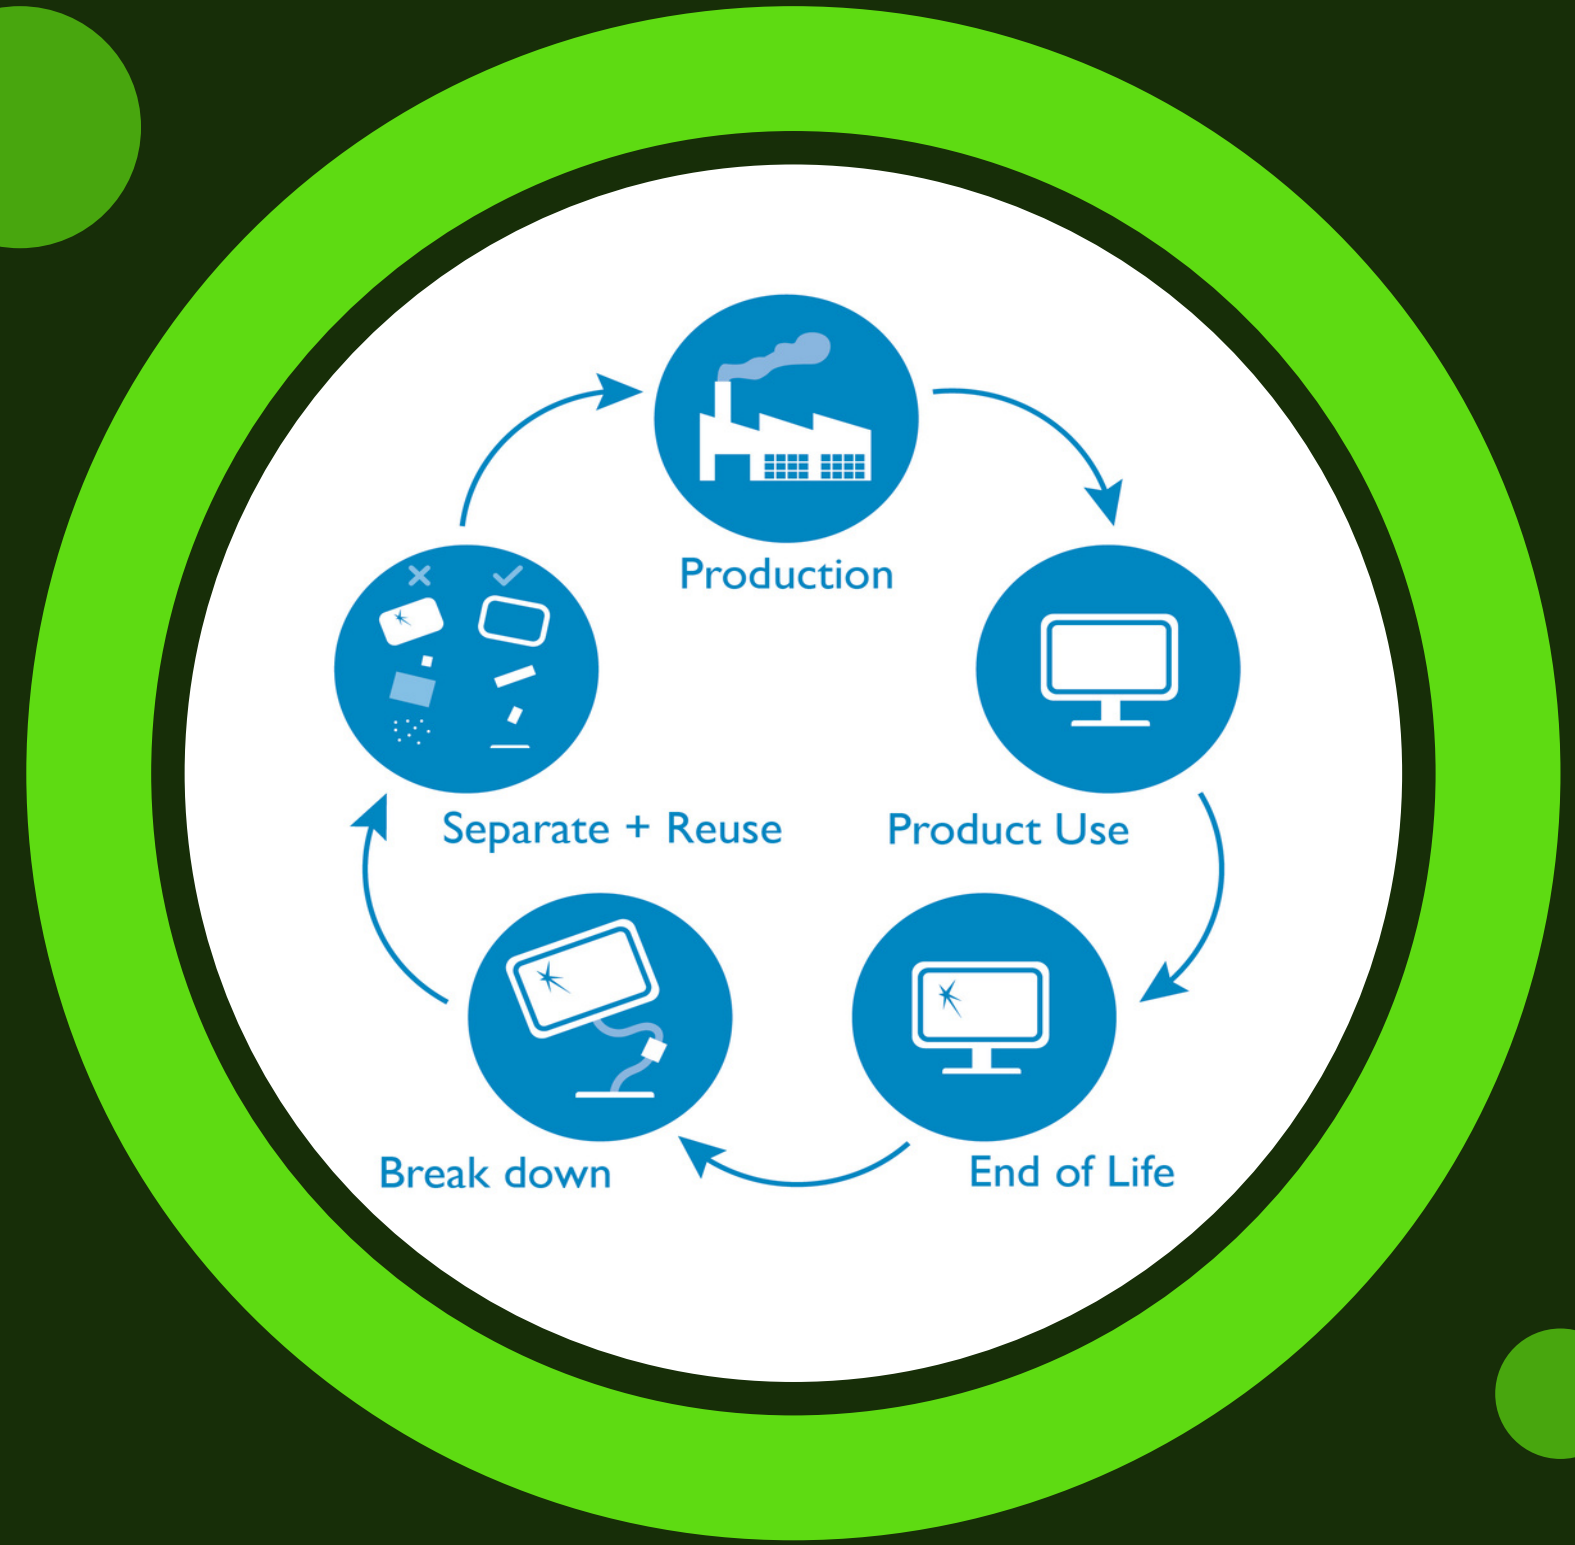 Production
Separate + Reuse
Product Use
Break down
End of Life